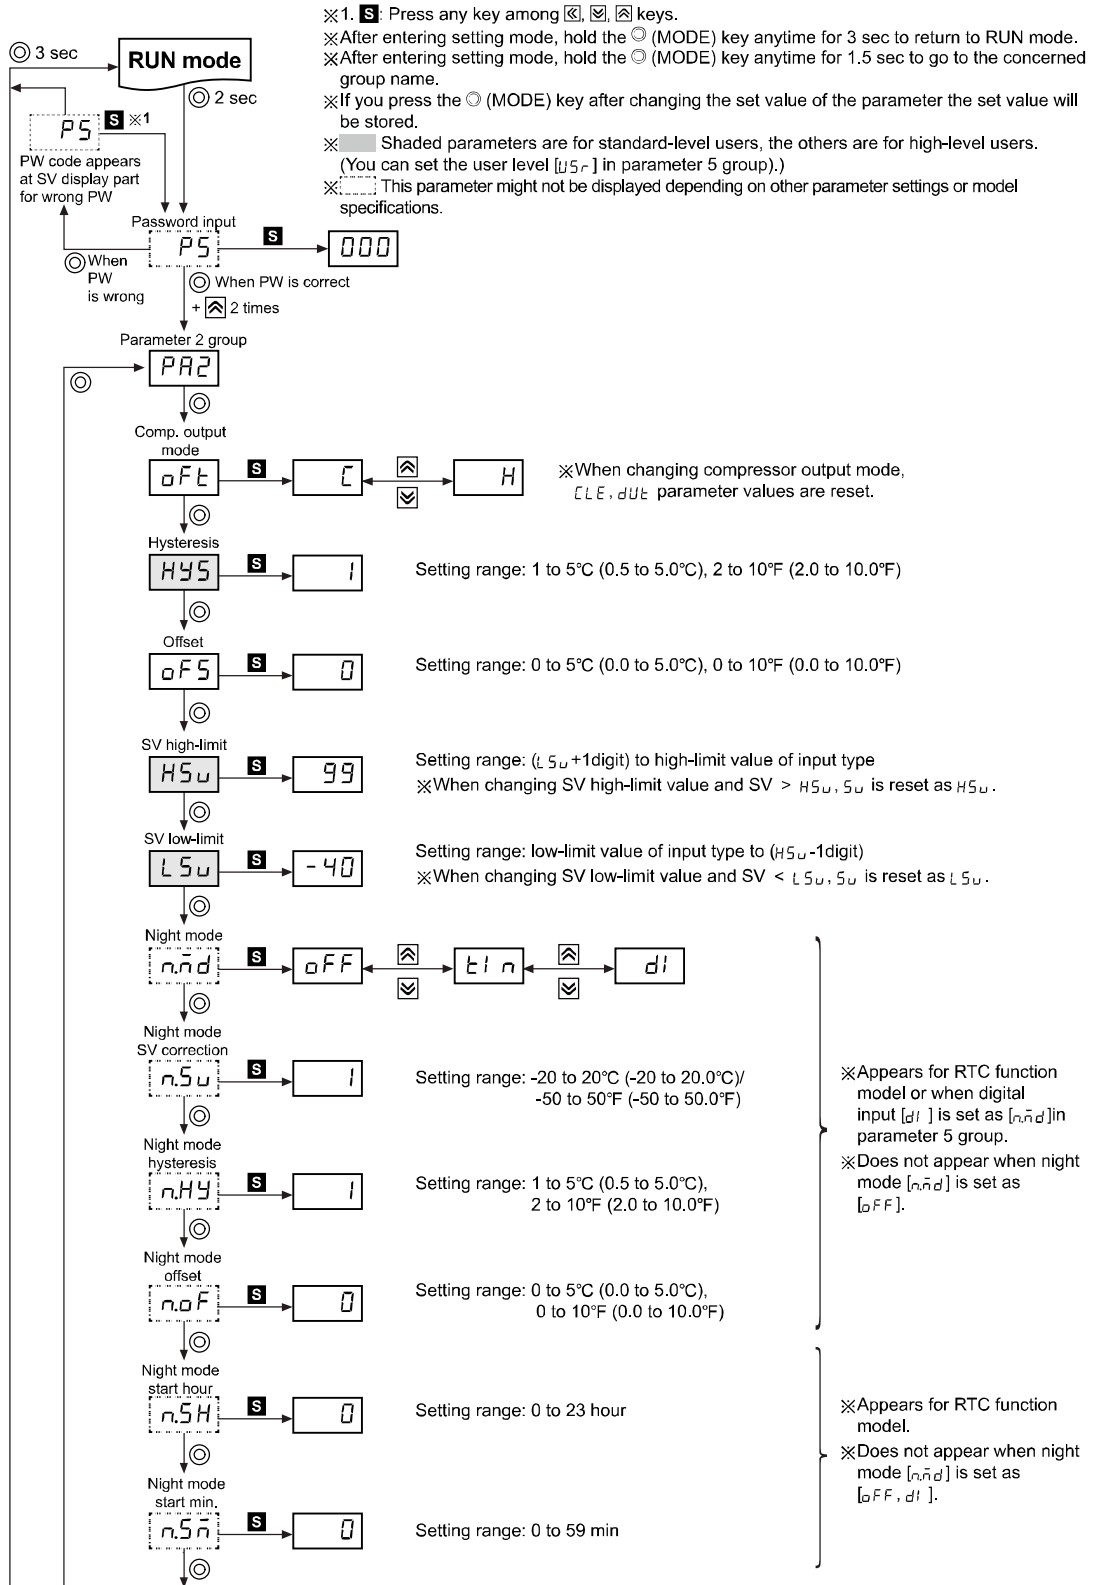 ※1. S: Press any key among «, ︾, ︽ keys.
※After entering setting mode, hold the ◎ (MODE) key anytime for 3 sec to return to RUN mode.
※After entering setting mode, hold the ◎ (MODE) key anytime for 1.5 sec to go to the concerned
group name.
※If you press the ◎ (MODE) key after changing the set value of the parameter the set value will
be stored.
※ Shaded parameters are for standard-level users, the others are for high-level users.
(You can set the user level [USr] in parameter 5 group).)
※ This parameter might not be displayed depending on other parameter settings or model
specifications.
◎ 3 sec
RUN mode
◎ 2 sec
PS S ※1
PW code appears
at SV display part
for wrong PW
Password input
PS S 000
◎ When
PW
is wrong
◎ When PW is correct
+ ︽ 2 times
Parameter 2 group
PA2
Comp. output
mode
oFt S C H
※When changing compressor output mode,
CLE, dUt parameter values are reset.
Hysteresis
HYS S 1
Setting range: 1 to 5°C (0.5 to 5.0°C), 2 to 10°F (2.0 to 10.0°F)
Offset
oFS S 0
Setting range: 0 to 5°C (0.0 to 5.0°C), 0 to 10°F (0.0 to 10.0°F)
SV high-limit
HSv S 99
Setting range: (LSv+1digit) to high-limit value of input type
※When changing SV high-limit value and SV > HSv, Sv is reset as HSv.
SV low-limit
LSv S -40
Setting range: low-limit value of input type to (HSv-1digit)
※When changing SV low-limit value and SV < LSv, Sv is reset as LSv.
Night mode
n.n̄d S oFF tIn dI
Night mode
SV correction
n.Sv S 1
Setting range: -20 to 20°C (-20 to 20.0°C)/
-50 to 50°F (-50 to 50.0°F)
Night mode
hysteresis
n.HY S 1
Setting range: 1 to 5°C (0.5 to 5.0°C),
2 to 10°F (2.0 to 10.0°F)
Night mode
offset
n.oF S 0
Setting range: 0 to 5°C (0.0 to 5.0°C),
0 to 10°F (0.0 to 10.0°F)
※Appears for RTC function
model or when digital
input [dI ] is set as [n.n̄d]in
parameter 5 group.
※Does not appear when night
mode [n.n̄d] is set as
[oFF].
Night mode
start hour
n.SH S 0
Setting range: 0 to 23 hour
Night mode
start min.
n.Sn̄ S 0
Setting range: 0 to 59 min
※Appears for RTC function
model.
※Does not appear when night
mode [n.n̄d] is set as
[oFF, dI ].